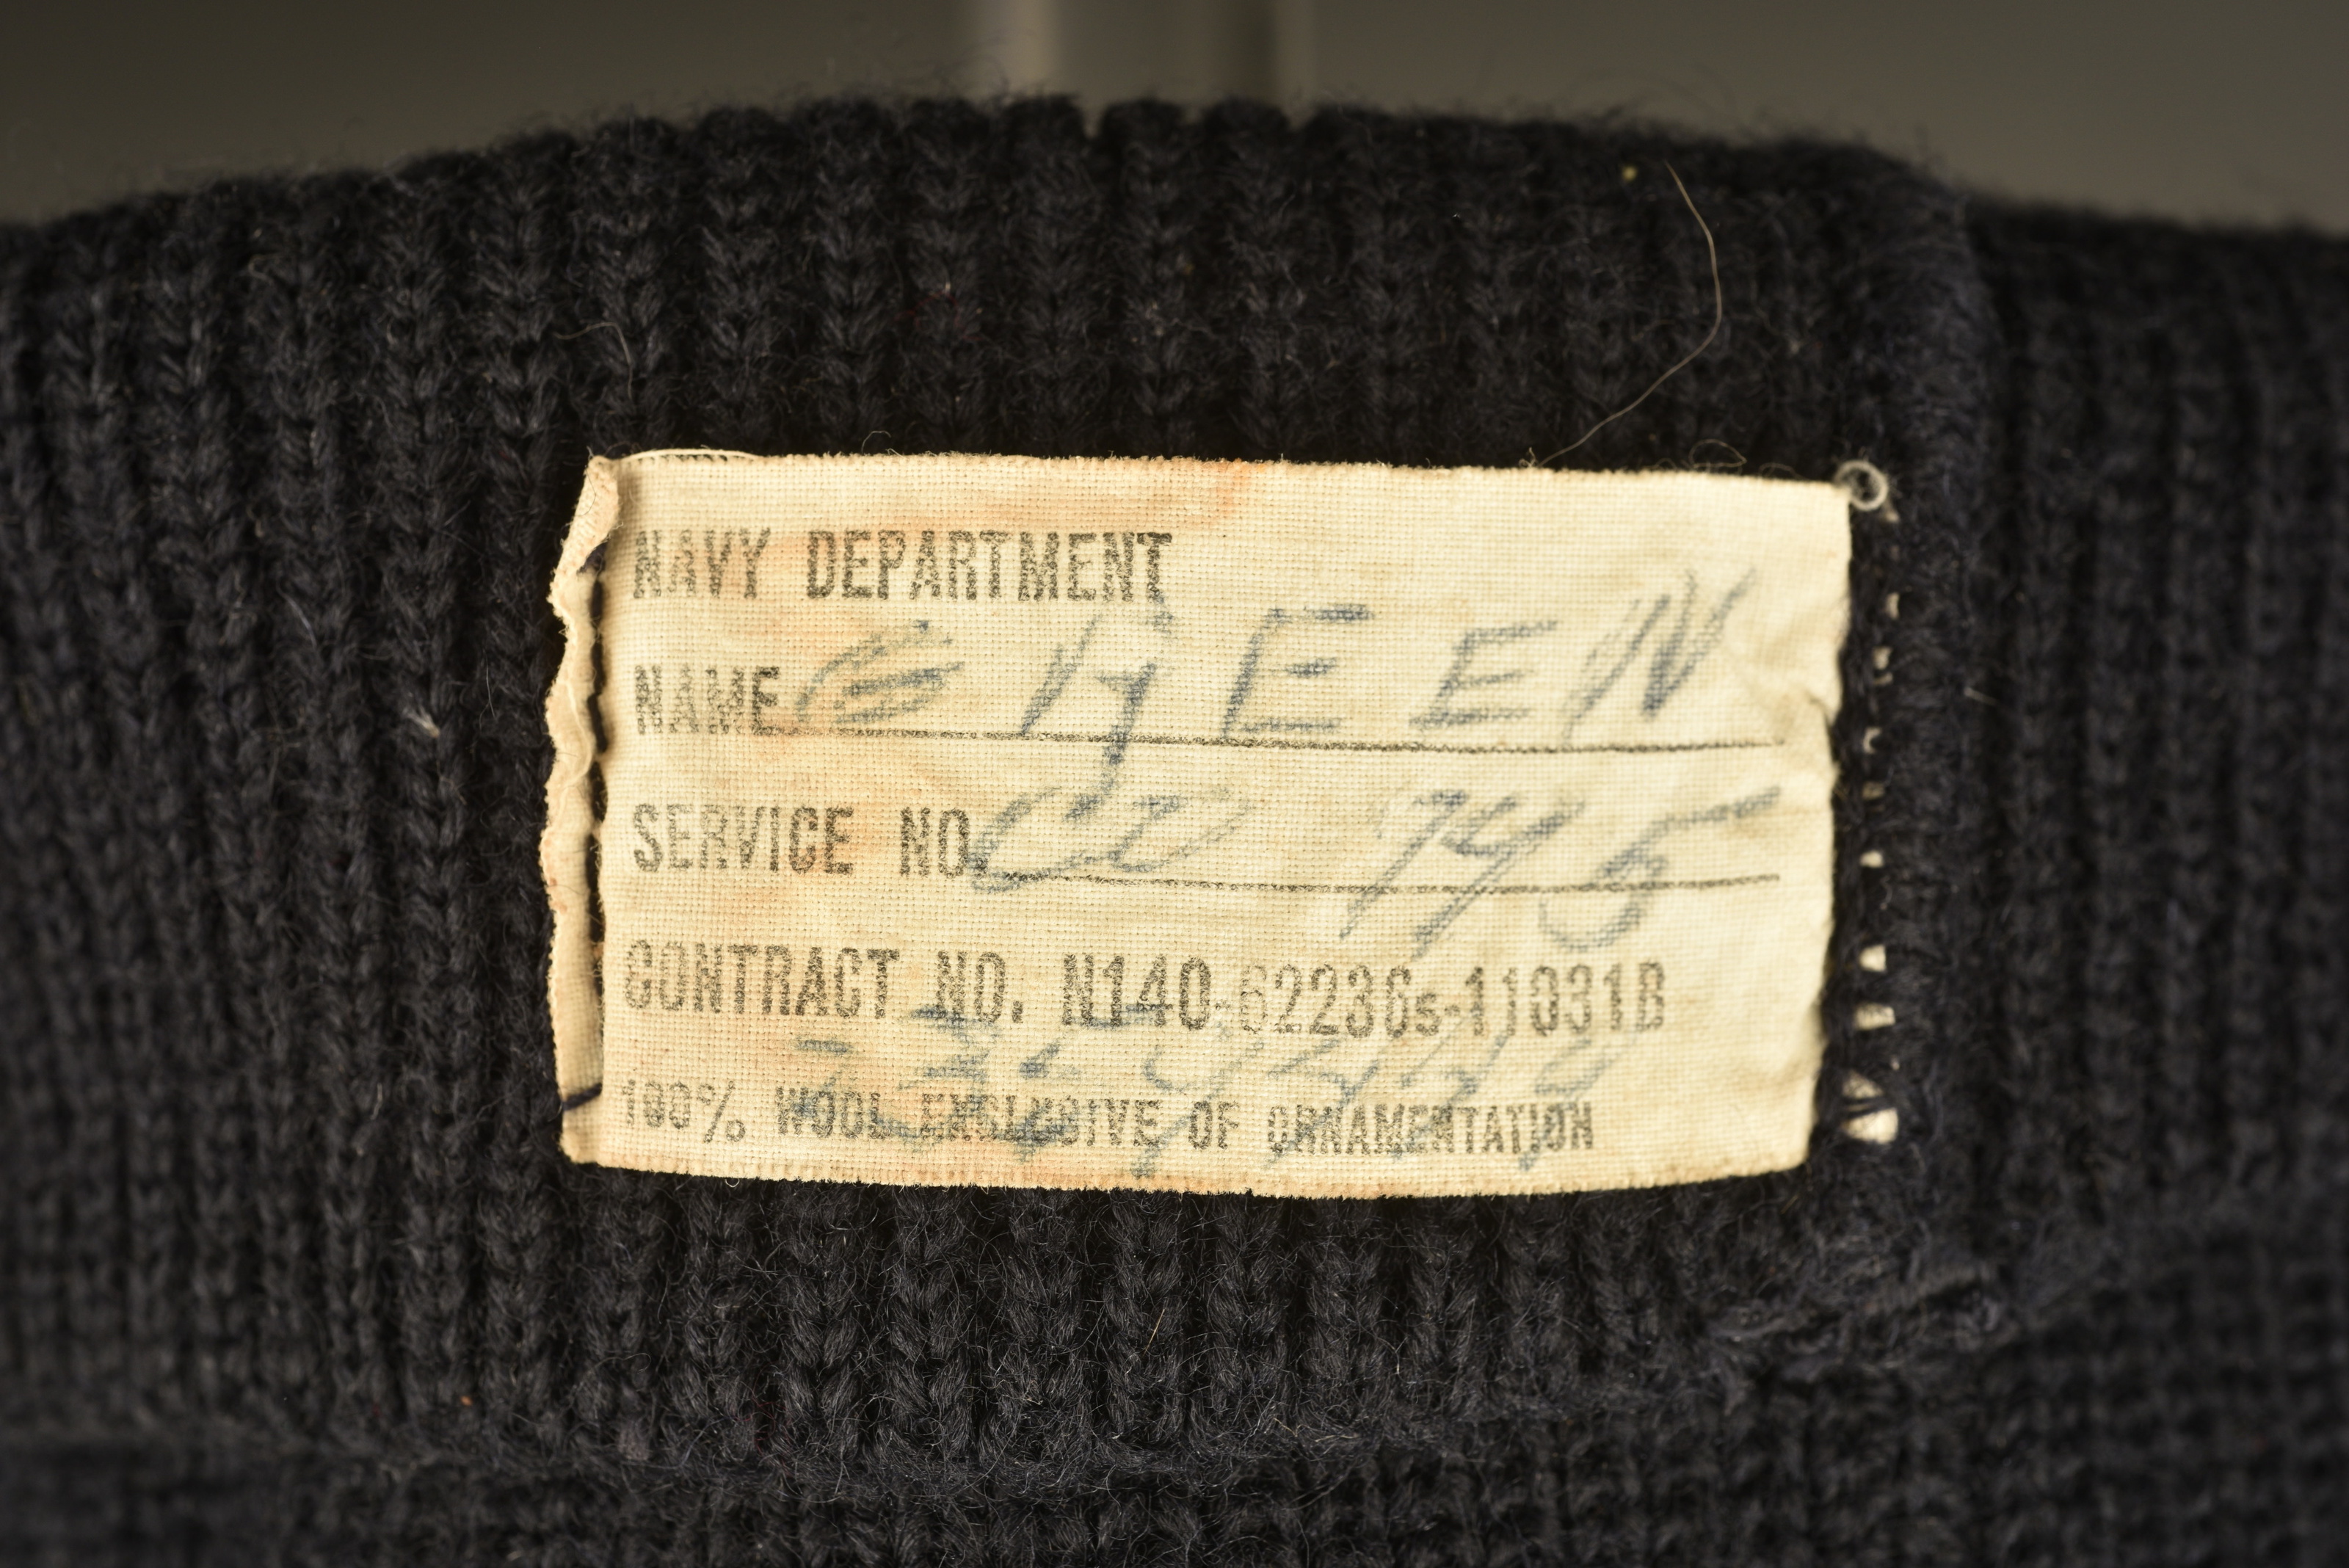 NAVY DEPARTMENT
NAME GREEN
SERVICE NO.
CONTRACT NO. N140-62236s-11031B
100% WOOL EXCLUSIVE OF ORNAMENTATION